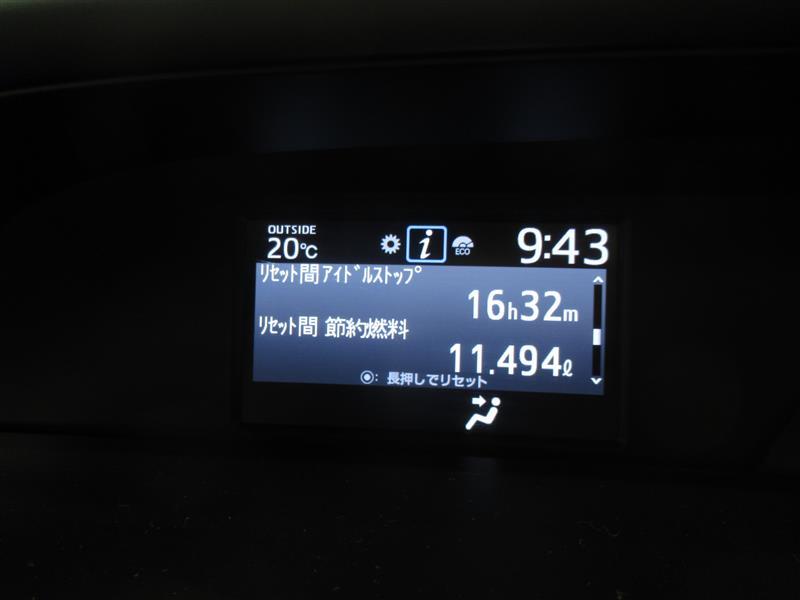 OUTSIDE
20℃
i
ECO
9:43
ﾘｾｯﾄ間ｱｲﾄﾞﾙｽﾄｯﾌﾟ
16h32m
ﾘｾｯﾄ間 節約燃料
11.494ℓ
◉: 長押しでリセット